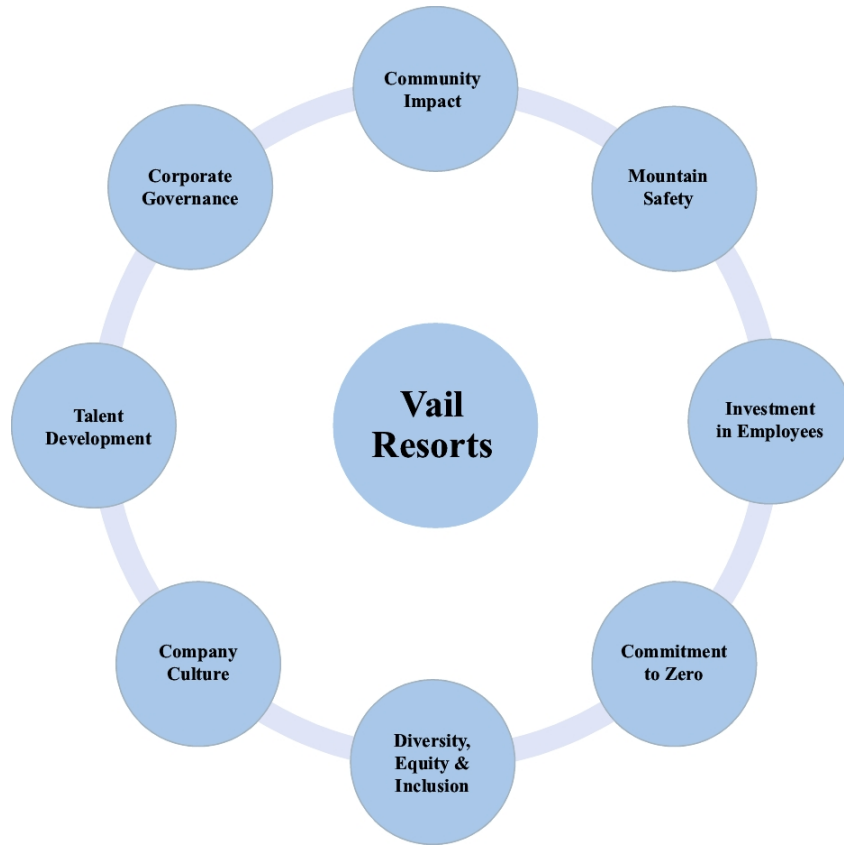 Community
Impact
Mountain
Safety
Investment
in Employees
Commitment
to Zero
Diversity,
Equity &
Inclusion
Company
Culture
Talent
Development
Corporate
Governance
Vail
Resorts